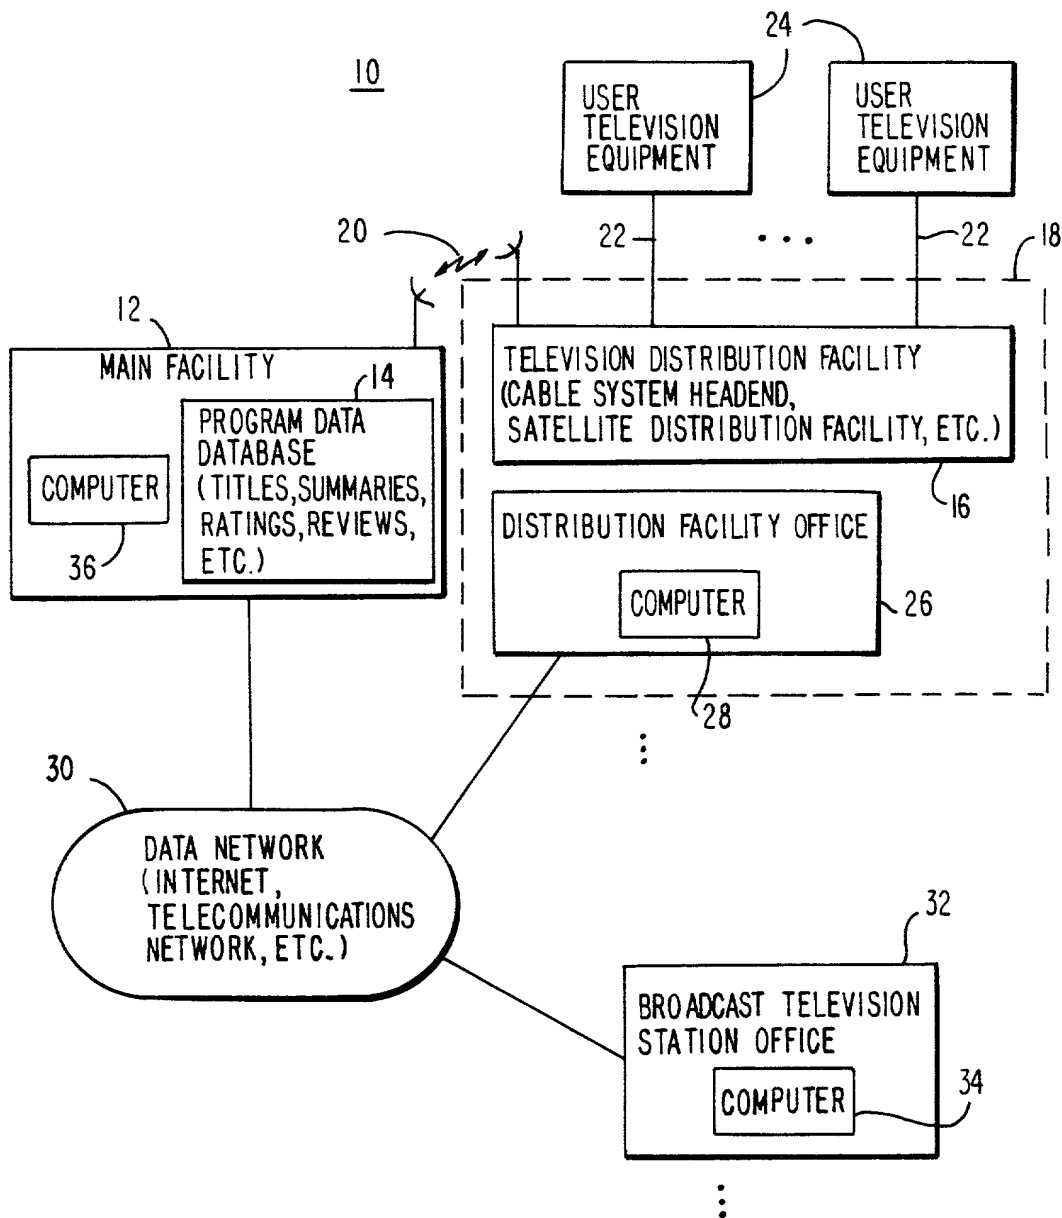 10
24
USER
TELEVISION
EQUIPMENT
USER
TELEVISION
EQUIPMENT
20
22
22
18
12
MAIN FACILITY
14
PROGRAM DATA
DATABASE
(TITLES,SUMMARIES,
RATINGS,REVIEWS,
ETC.)
COMPUTER
36
TELEVISION DISTRIBUTION FACILITY
(CABLE SYSTEM HEADEND,
SATELLITE DISTRIBUTION FACILITY, ETC.)
16
DISTRIBUTION FACILITY OFFICE
COMPUTER
26
28
30
DATA NETWORK
(INTERNET,
TELECOMMUNICATIONS
NETWORK, ETC.)
32
BROADCAST TELEVISION
STATION OFFICE
COMPUTER
34